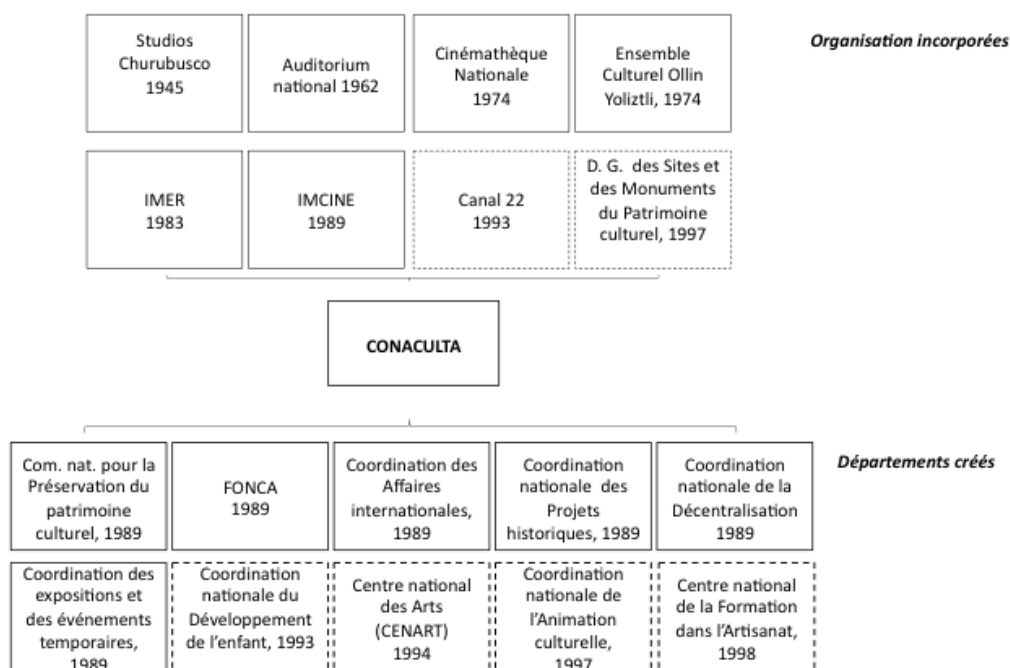 Studios
Churubusco
1945
Auditorium
national 1962
Cinémathèque
Nationale
1974
Ensemble
Culturel Ollin
Yoliztli, 1974
Organisation incorporées
IMER
1983
IMCINE
1989
Canal 22
1993
D. G. des Sites et
des Monuments
du Patrimoine
culturel, 1997
CONACULTA
Com. nat. pour la
Préservation du
patrimoine
culturel, 1989
FONCA
1989
Coordination des
Affaires
internationales,
1989
Coordination
nationale des
Projets
historiques, 1989
Coordination
nationale de la
Décentralisation
1989
Départements créés
Coordination des
expositions et
des événements
temporaires,
1989
Coordination
nationale du
Développement
de l'enfant, 1993
Centre national
des Arts
(CENART)
1994
Coordination
nationale de
l'Animation
culturelle,
1997
Centre national
de la Formation
dans l'Artisanat,
1998